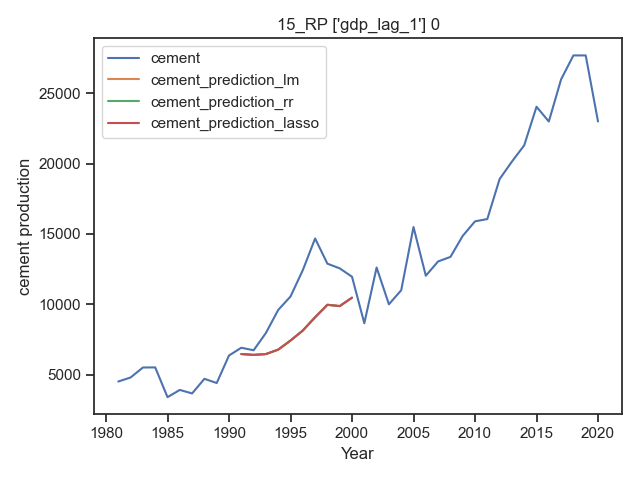 15_RP ['gdp_lag_1'] 0
cement
cement_prediction_lm
cement_prediction_rr
cement_prediction_lasso
cement production
25000
20000
15000
10000
5000
1980 1985 1990 1995 2000 2005 2010 2015 2020
Year